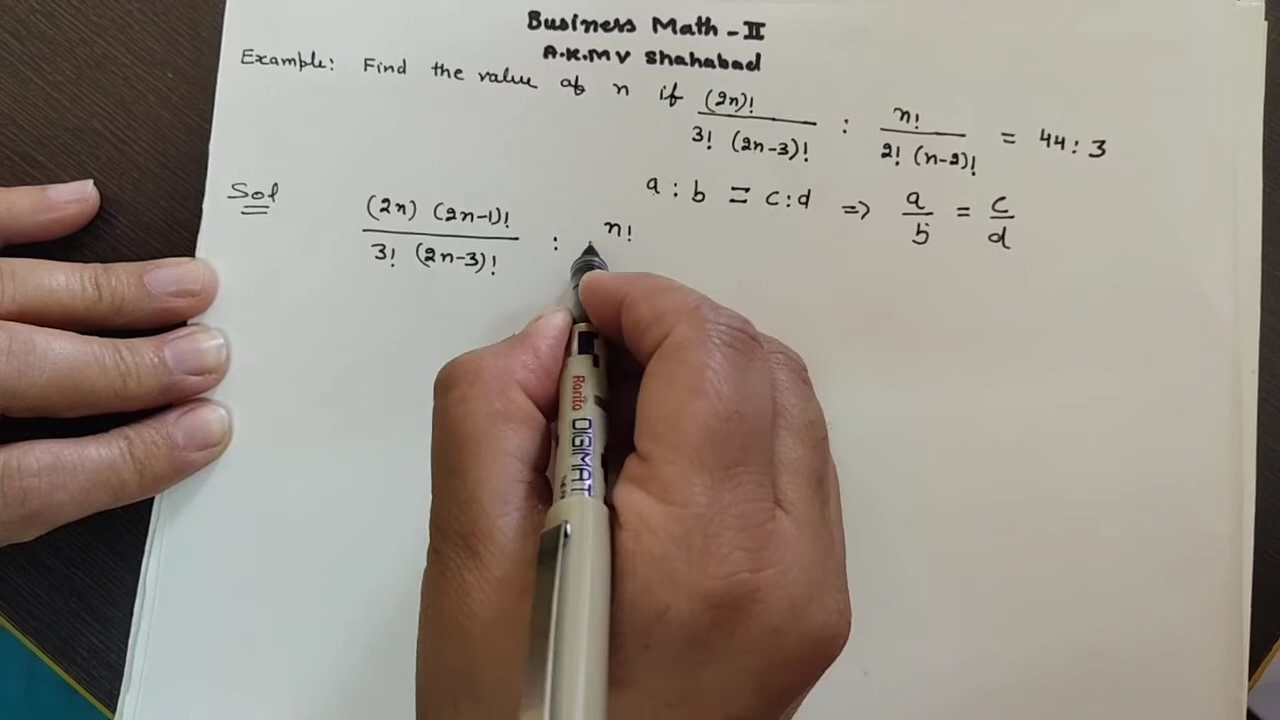 Business Math - II
A.K.M V Shahabad
Example: Find the value of n if (2n)! / 3! (2n-3)! : n! / 2! (n-2)! = 44 : 3
a : b = c : d => a/b = c/d
Sol
(2n) (2n-1)! / 3! (2n-3)! : n!
Rorito DIGIMAT